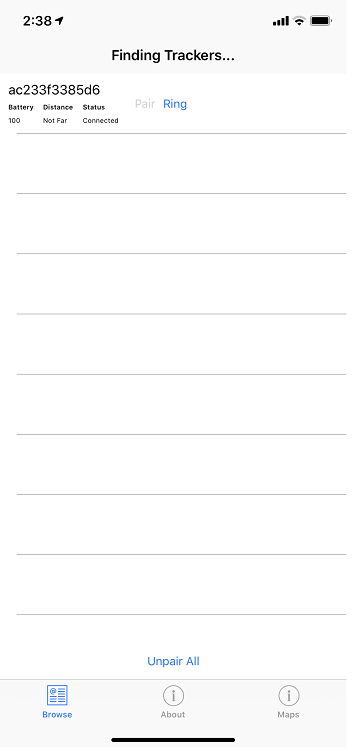 2:38
Finding Trackers...
ac233f3385d6
Pair Ring
Battery Distance Status
100 Not Far Connected
Unpair All
Browse About Maps